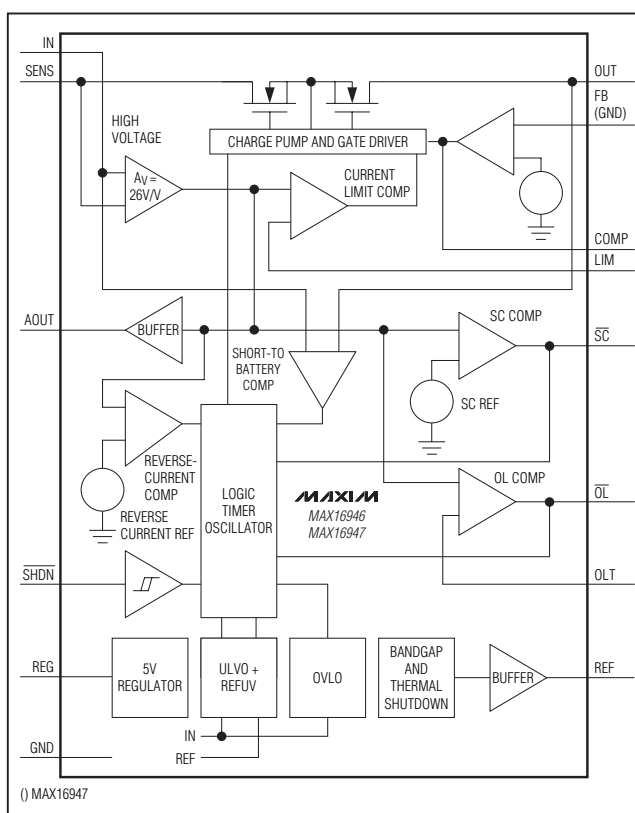 IN
SENS
OUT
FB
(GND)
HIGH
VOLTAGE
CHARGE PUMP AND GATE DRIVER
AV =
26V/V
CURRENT
LIMIT COMP
COMP
LIM
AOUT
BUFFER
SHORT-TO
BATTERY
COMP
SC COMP
SC
SC REF
REVERSE-
CURRENT
COMP
REVERSE
CURRENT REF
LOGIC
TIMER
OSCILLATOR
MAXIM
MAX16946
MAX16947
OL COMP
OL
OLT
SHDN
REG
5V
REGULATOR
ULVO +
REFUV
OVLO
BANDGAP
AND
THERMAL
SHUTDOWN
BUFFER
REF
IN
REF
GND
() MAX16947